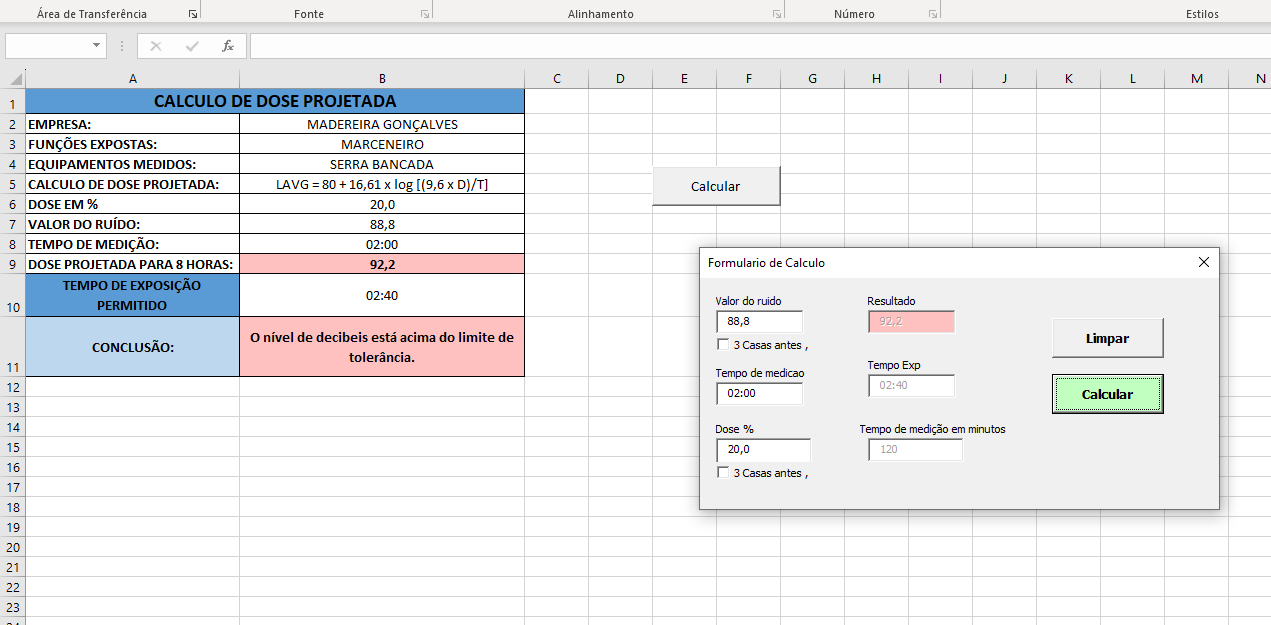 Área de Transferência Fonte Alinhamento Número Estilos
fx
A B C D E F G H I J K L M N
1 CALCULO DE DOSE PROJETADA
2 EMPRESA: MADEREIRA GONÇALVES
3 FUNÇÕES EXPOSTAS: MARCENEIRO
4 EQUIPAMENTOS MEDIDOS: SERRA BANCADA
5 CALCULO DE DOSE PROJETADA: LAVG = 80 + 16,61 x log [(9,6 x D)/T]
6 DOSE EM % 20,0
7 VALOR DO RUÍDO: 88,8
8 TEMPO DE MEDIÇÃO: 02:00
9 DOSE PROJETADA PARA 8 HORAS: 92,2
TEMPO DE EXPOSIÇÃO
PERMITIDO
10 02:40
O nível de decibeis está acima do limite de
tolerância.
11 CONCLUSÃO:
12
13
14
15
16
17
18
19
20
21
22
23
Calcular
Formulario de Calculo
Valor do ruido Resultado
88,8 92,2
3 Casas antes ,
Limpar
Tempo de medicao Tempo Exp
02:00 02:40
Calcular
Dose % Tempo de medição em minutos
20,0 120
3 Casas antes ,